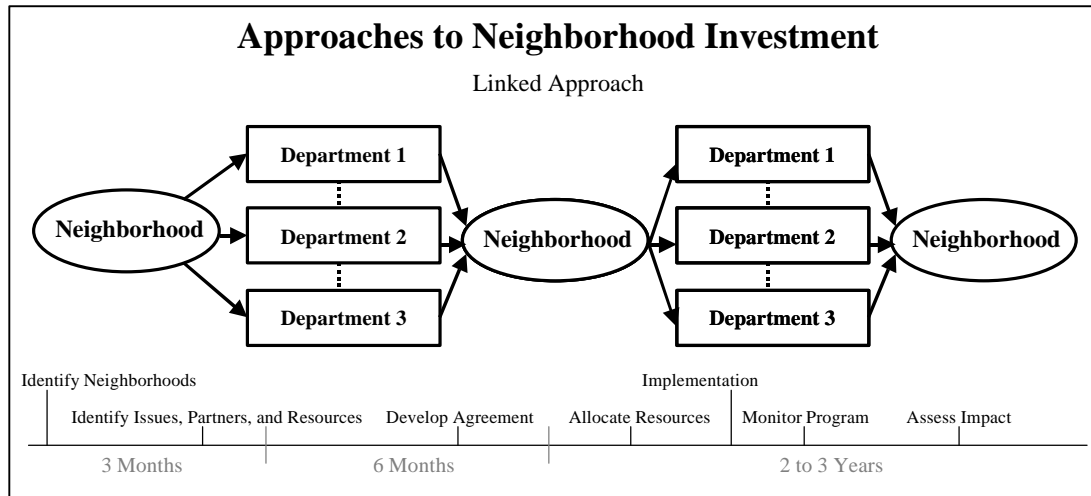 Approaches to Neighborhood Investment
Linked Approach
Department 1
Department 1
Neighborhood
Department 2
Neighborhood
Department 2
Neighborhood
Department 3
Department 3
Identify Neighborhoods
Implementation
Identify Issues, Partners, and Resources
Develop Agreement
Allocate Resources
Monitor Program
Assess Impact
3 Months
6 Months
2 to 3 Years